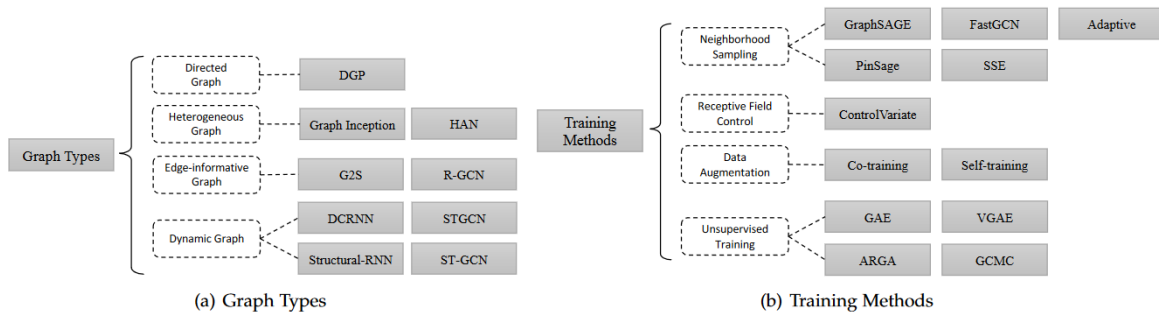 Graph Types
Directed
Graph
DGP
Heterogeneous
Graph
Graph Inception
HAN
Edge-informative
Graph
G2S
R-GCN
Dynamic Graph
DCRNN
STGCN
Structural-RNN
ST-GCN
(a) Graph Types
Training
Methods
Neighborhood
Sampling
GraphSAGE
FastGCN
Adaptive
PinSage
SSE
Receptive Field
Control
ControlVariate
Data
Augmentation
Co-training
Self-training
Unsupervised
Training
GAE
VGAE
ARGA
GCMC
(b) Training Methods